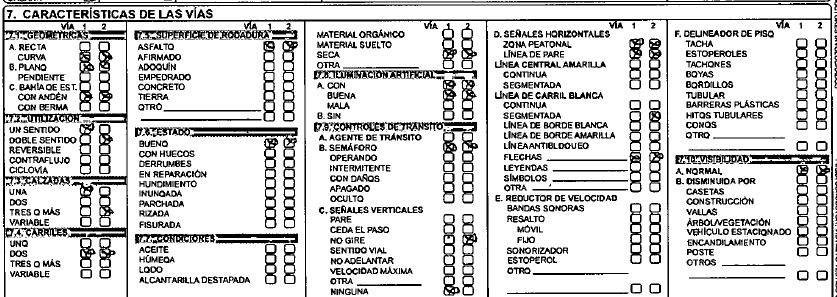 7. CARACTERÍSTICAS DE LAS VÍAS
VÍA 1 2
7.1. GEOMÉTRICAS
A. RECTA
CURVA
B. PLANO
PENDIENTE
C. BAHÍA DE EST.
CON ANDÉN
CON BERMA
7.2. UTILIZACIÓN
UN SENTIDO
DOBLE SENTIDO
REVERSIBLE
CONTRAFLUJO
CICLOVÍA
7.3. CALZADAS
UNA
DOS
TRES O MÁS
VARIABLE
7.4. CARRILES
UNO
DOS
TRES O MÁS
VARIABLE
VÍA 1 2
7.5. SUPERFICIE DE RODADURA
ASFALTO
AFIRMADO
ADOQUÍN
EMPEDRADO
CONCRETO
TIERRA
OTRO
7.6. ESTADO
BUENO
CON HUECOS
DERRUMBES
EN REPARACIÓN
HUNDIMIENTO
INUNDADA
PARCHADA
RIZADA
FISURADA
7.7. CONDICIONES
ACEITE
HÚMEDA
LODO
ALCANTARILLA DESTAPADA
VÍA 1 2
MATERIAL ORGÁNICO
MATERIAL SUELTO
SECA
OTRA
7.8. ILUMINACIÓN ARTIFICIAL
A. CON
BUENA
MALA
B. SIN
7.9. CONTROLES DE TRÁNSITO
A. AGENTE DE TRÁNSITO
B. SEMÁFORO
OPERANDO
INTERMITENTE
CON DAÑOS
APAGADO
OCULTO
C. SEÑALES VERTICALES
PARE
CEDA EL PASO
NO GIRE
SENTIDO VIAL
NO ADELANTAR
VELOCIDAD MÁXIMA
OTRA
NINGUNA
VÍA 1 2
D. SEÑALES HORIZONTALES
ZONA PEATONAL
LÍNEA DE PARE
LÍNEA CENTRAL AMARILLA
CONTINUA
SEGMENTADA
LÍNEA DE CARRIL BLANCA
CONTINUA
SEGMENTADA
LÍNEA DE BORDE BLANCA
LÍNEA DE BORDE AMARILLA
LÍNEA ANTIBLOQUEO
FLECHAS
LEYENDAS
SÍMBOLOS
OTRA
E. REDUCTOR DE VELOCIDAD
BANDAS SONORAS
RESALTO
MÓVIL
FIJO
SONORIZADOR
ESTOPEROL
OTRO
VÍA 1 2
F. DELINEADOR DE PISO
TACHA
ESTOPEROLES
TACHONES
BOYAS
BORDILLOS
TUBULAR
BARRERAS PLÁSTICAS
HITOS TUBULARES
CONOS
OTRO
7.10. VISIBILIDAD
A. NORMAL
B. DISMINUIDA POR
CASETAS
CONSTRUCCIÓN
VALLAS
ÁRBOL/VEGETACIÓN
VEHÍCULO ESTACIONADO
ENCANDILAMIENTO
POSTE
OTROS